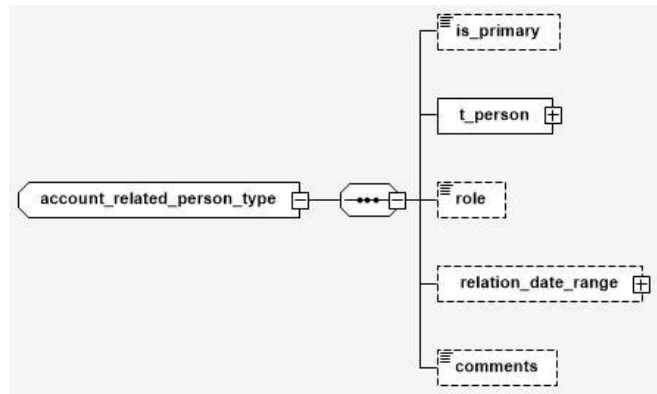 is_primary
t_person
account_related_person_type
role
relation_date_range
comments